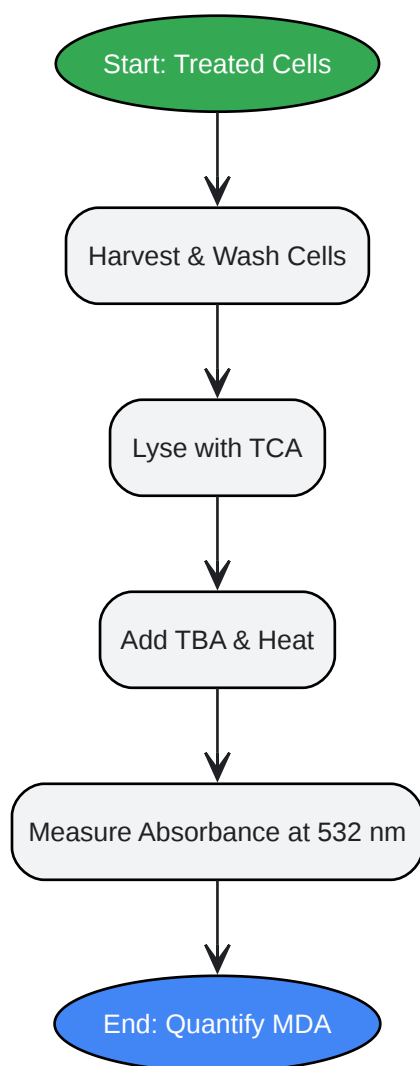 Start: Treated Cells
Harvest & Wash Cells
Lyse with TCA
Add TBA & Heat
Measure Absorbance at 532 nm
End: Quantify MDA